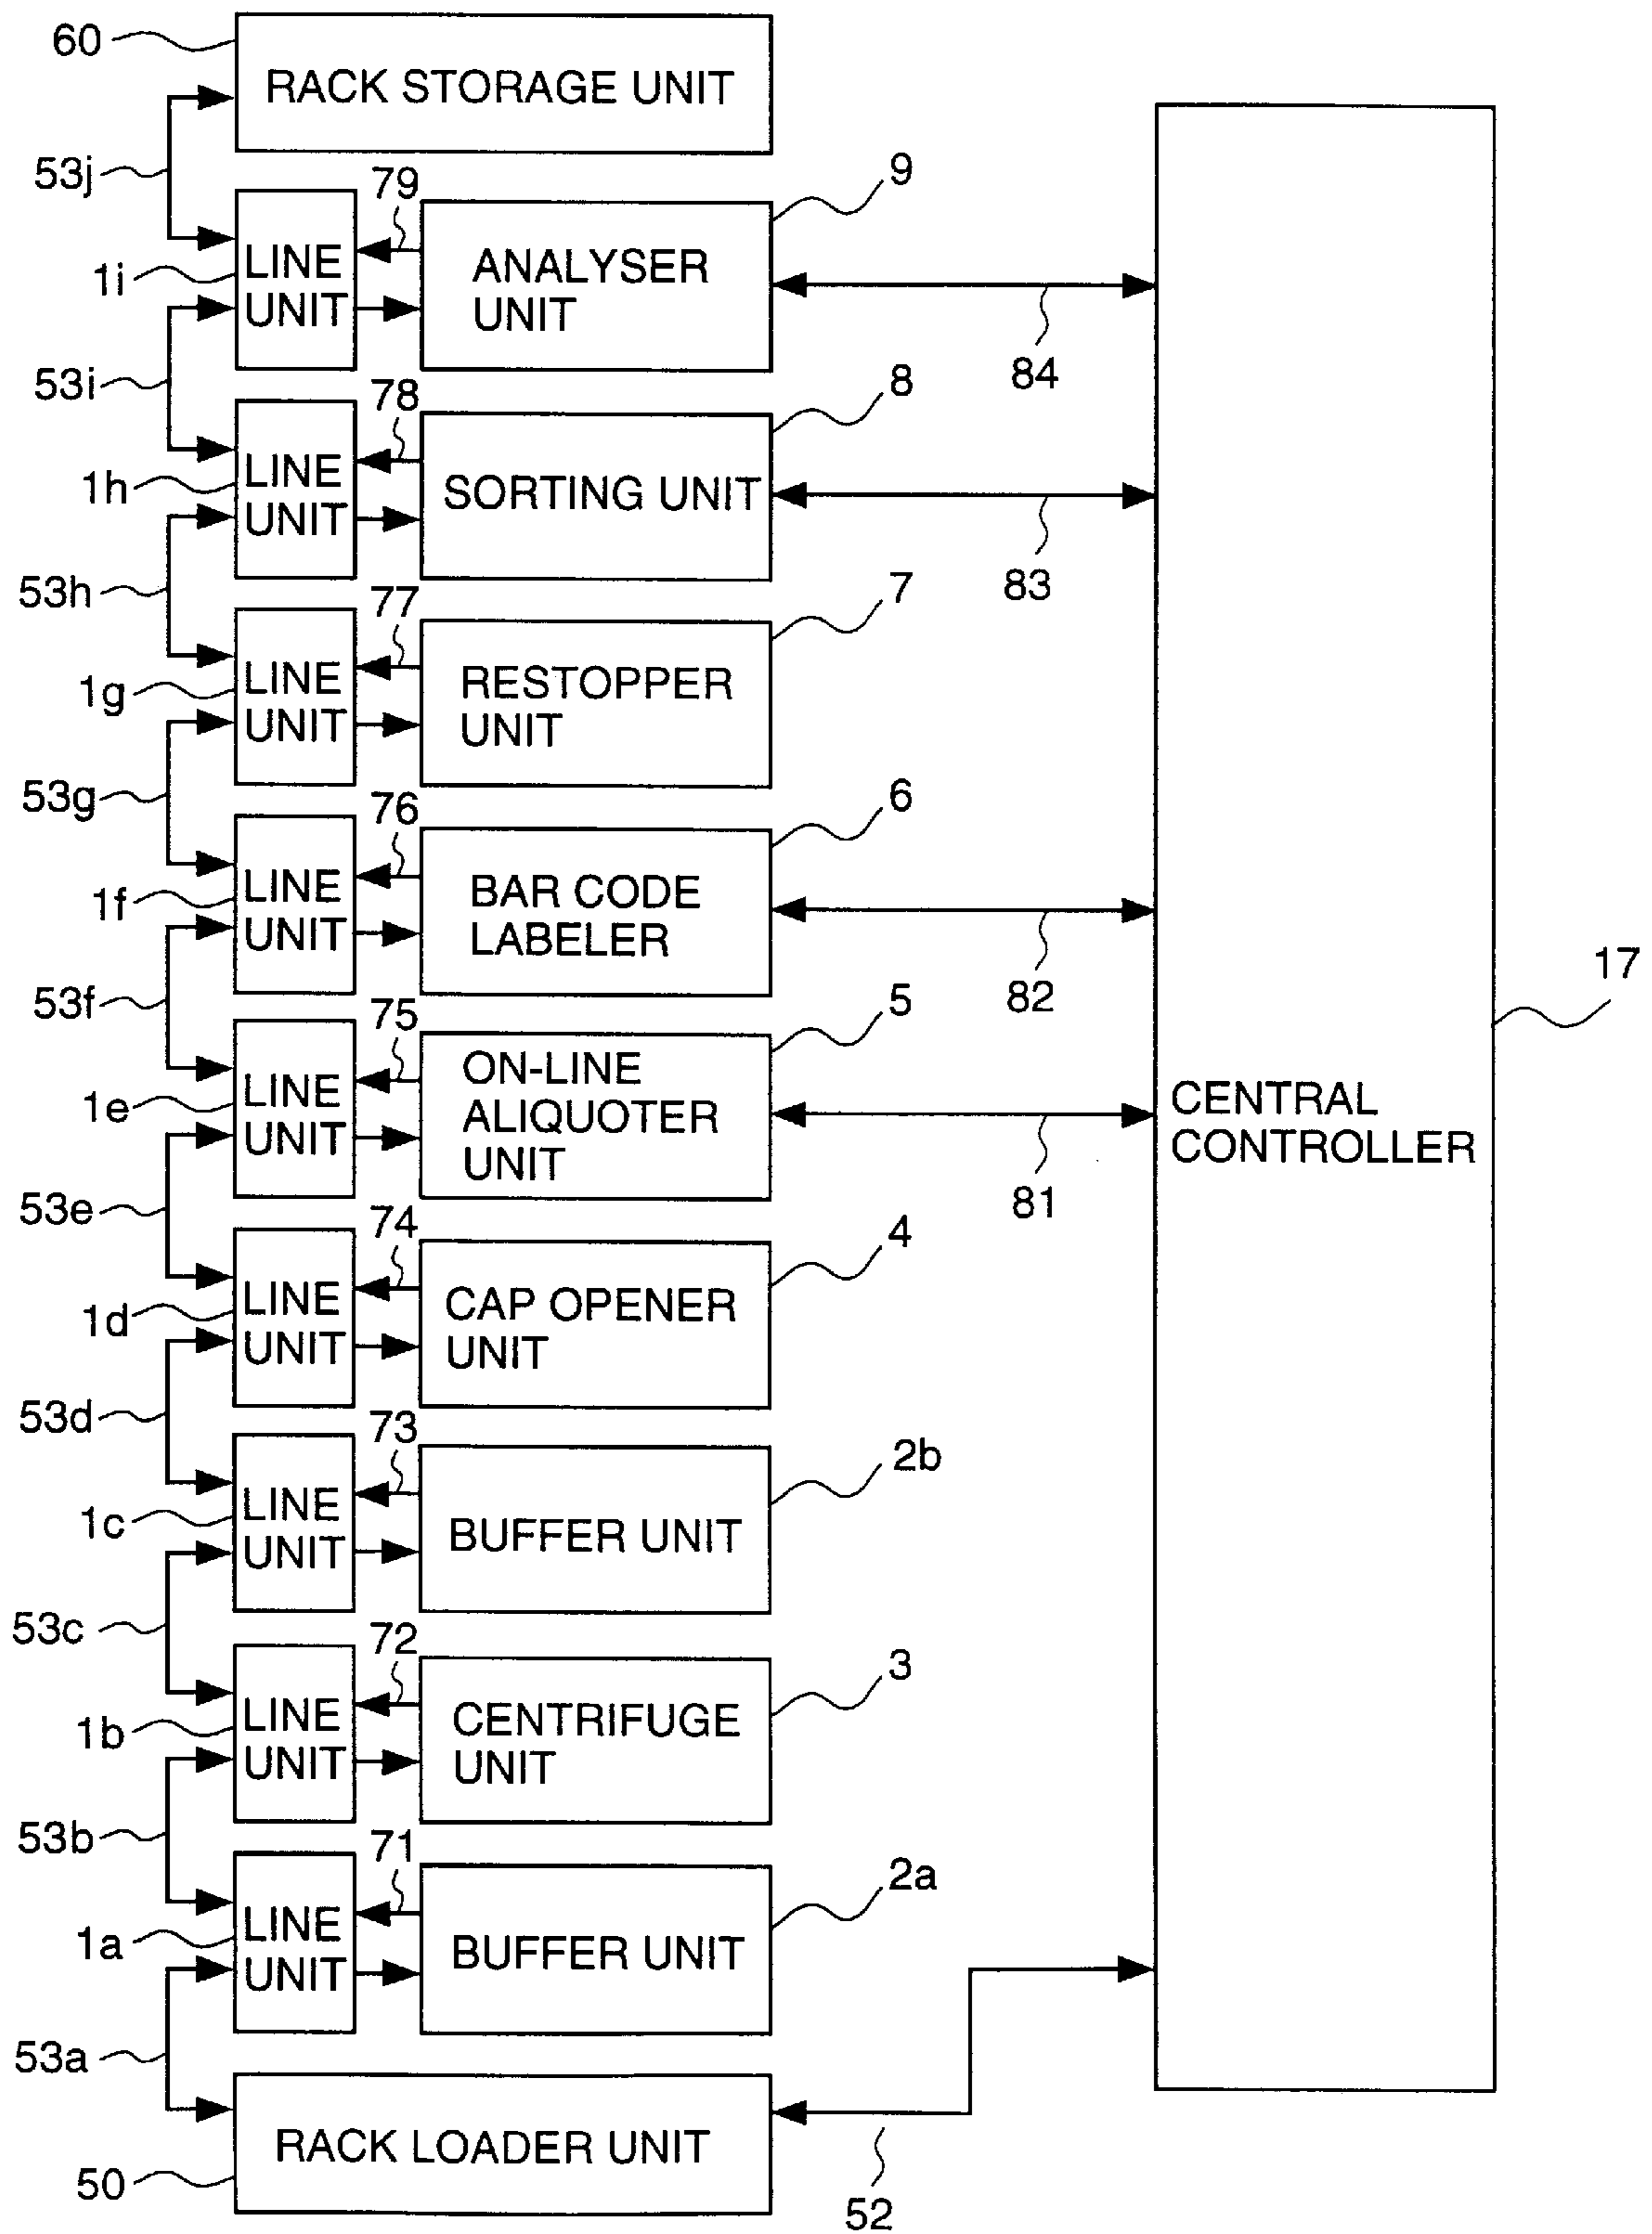 60
RACK STORAGE UNIT
53j
79
9
1i
LINE
UNIT
ANALYSER
UNIT
84
53i
78
8
1h
LINE
UNIT
SORTING UNIT
83
53h
77
7
1g
LINE
UNIT
RESTOPPER
UNIT
53g
76
6
1f
LINE
UNIT
BAR CODE
LABELER
82
17
53f
75
5
1e
LINE
UNIT
ON-LINE
ALIQUOTER
UNIT
CENTRAL
CONTROLLER
81
53e
74
4
1d
LINE
UNIT
CAP OPENER
UNIT
53d
73
2b
1c
LINE
UNIT
BUFFER UNIT
53c
72
3
1b
LINE
UNIT
CENTRIFUGE
UNIT
53b
71
2a
1a
LINE
UNIT
BUFFER UNIT
53a
RACK LOADER UNIT
50
52